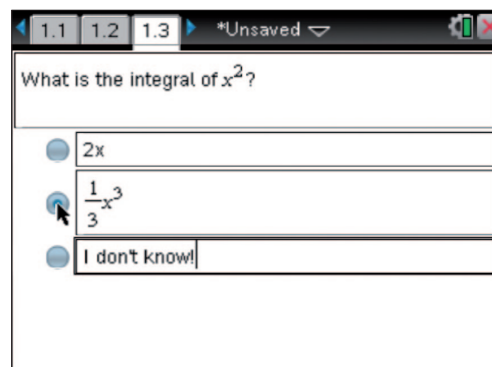 1.1 1.2 1.3 *Unsaved
What is the integral of x²?
2x
1/3 x³
I don't know!